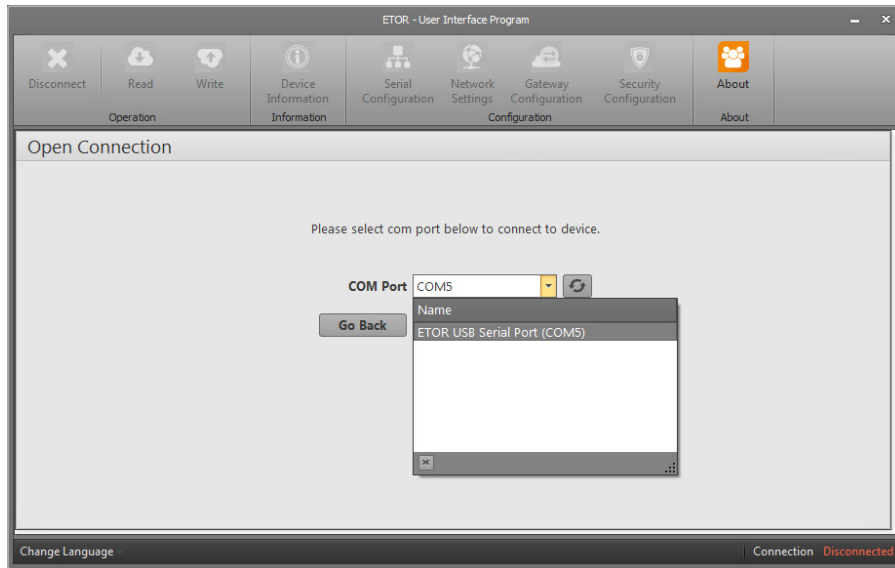 ETOR - User Interface Program
Disconnect
Read
Write
Device
Information
Serial
Configuration
Network
Settings
Gateway
Configuration
Security
Configuration
About
Operation
Information
Configuration
About
Open Connection
Please select com port below to connect to device.
COM Port COM5
Name
Go Back
ETOR USB Serial Port (COM5)
Change Language
Connection Disconnected